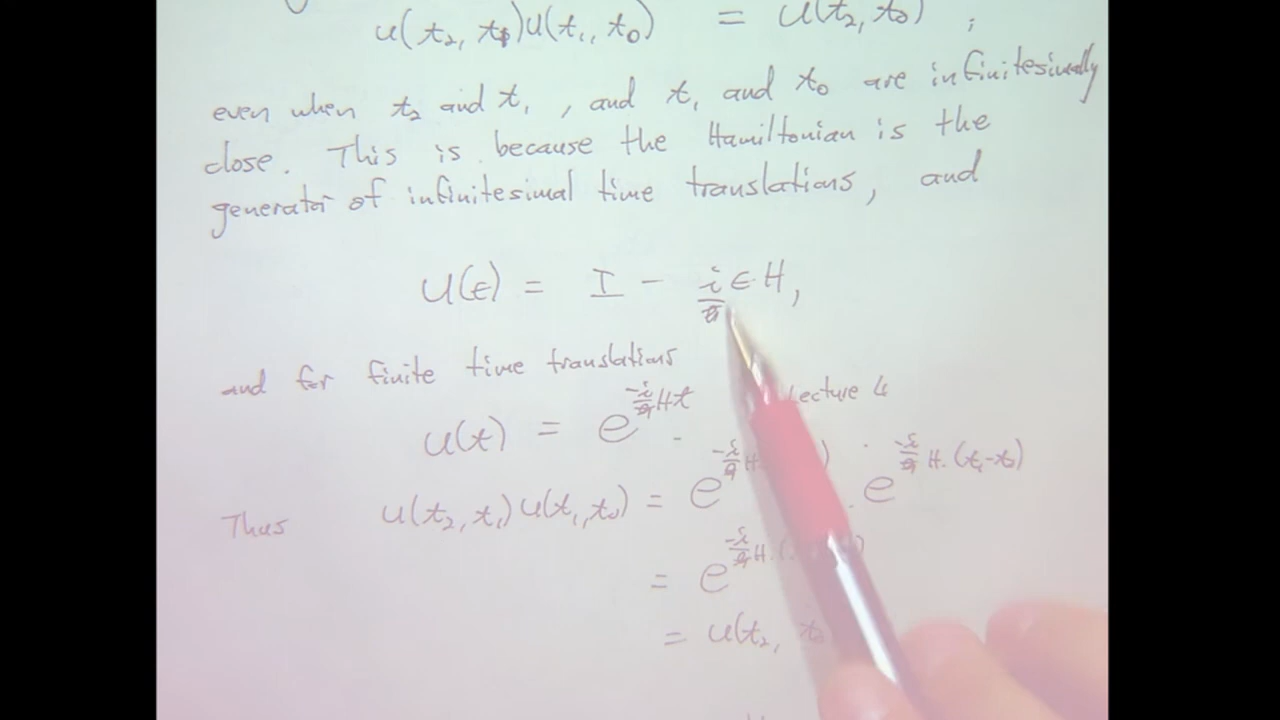 u(t₂, t₁)u(t₁, t₀) = u(t₂, t₀) ;
even when t₂ and t₁ , and t₁ and t₀ are infinitesimally
close. This is because the Hamiltonian is the
generator of infinitesimal time translations, and
U(ϵ) = I - i/ħ ϵ H,
and for finite time translations
u(t) = e^{-i/ħ Ht} . Lecture 4
Thus u(t₂, t₁)u(t₁, t₀) = e^{-i/ħ H. )} . e^{-i/ħ H. (t₁-t₀)}
= e^{-i/ħ H. ( )}
= u(t₂, t₀